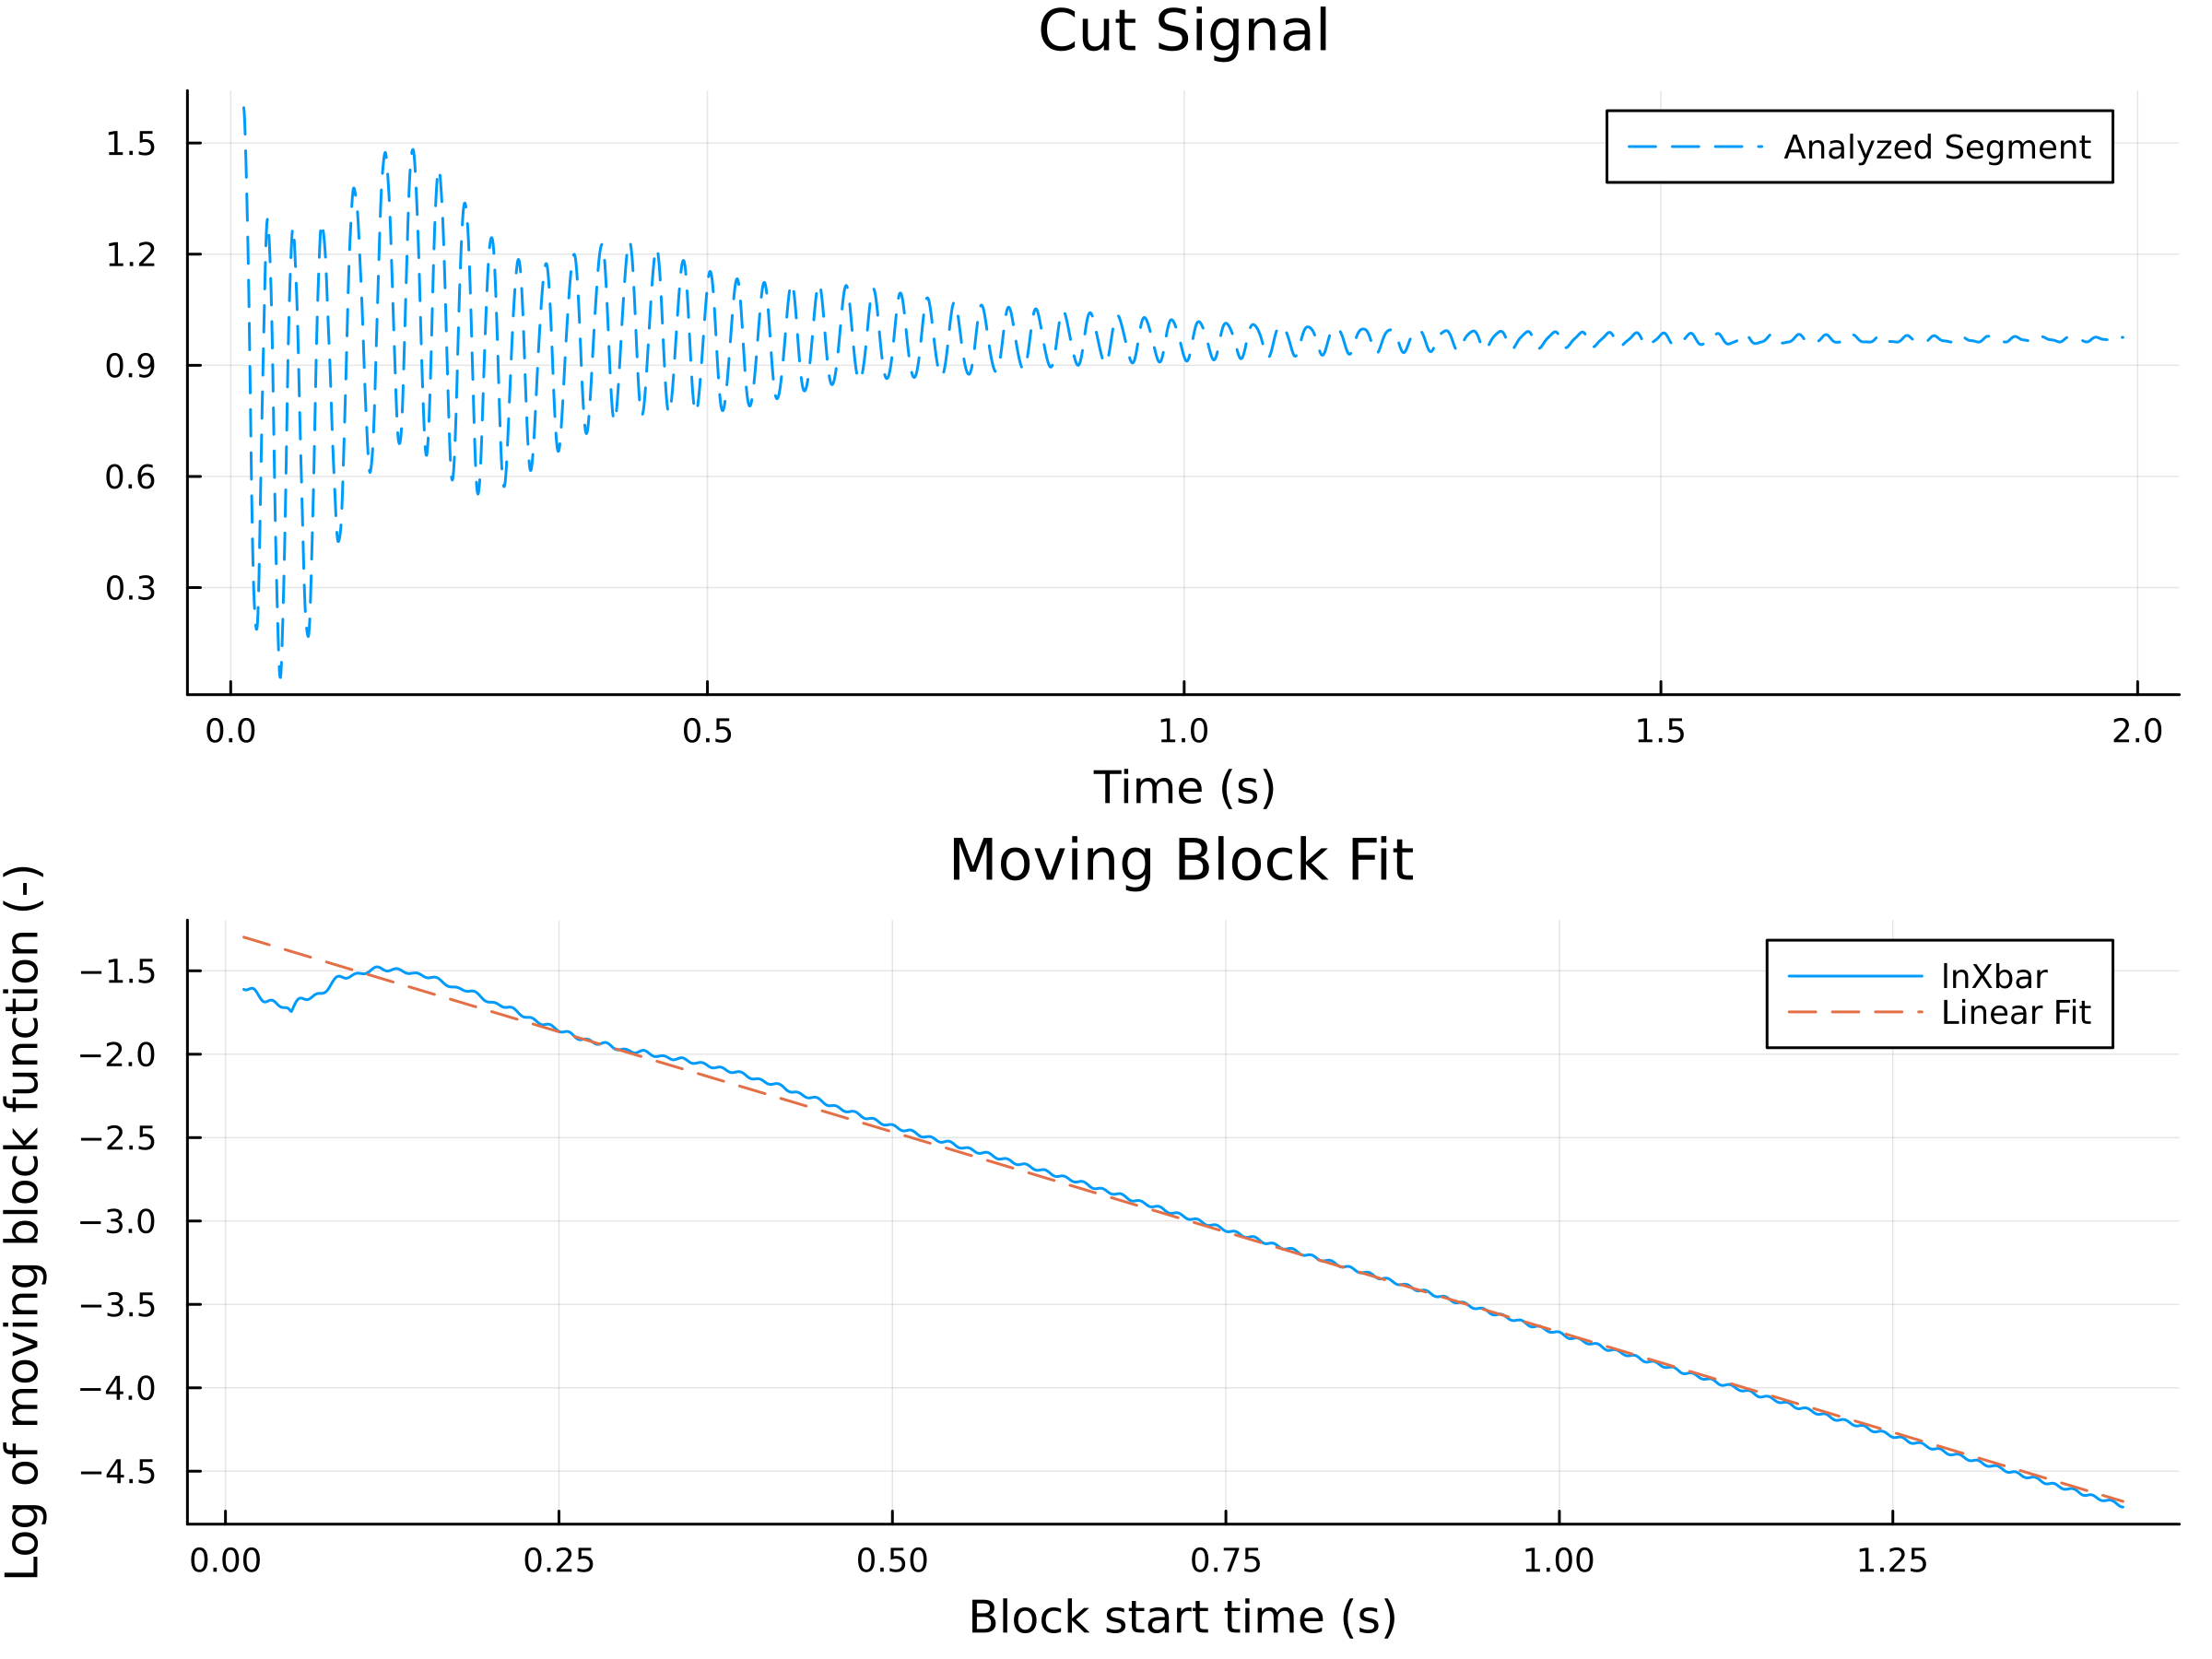 Cut Signal
Analyzed Segment
1.5
1.2
0.9
0.6
0.3
0.0 0.5 1.0 1.5 2.0
Time (s)
Moving Block Fit
Log of moving block function (-)
lnXbar
Linear Fit
−1.5
−2.0
−2.5
−3.0
−3.5
−4.0
−4.5
0.00 0.25 0.50 0.75 1.00 1.25
Block start time (s)